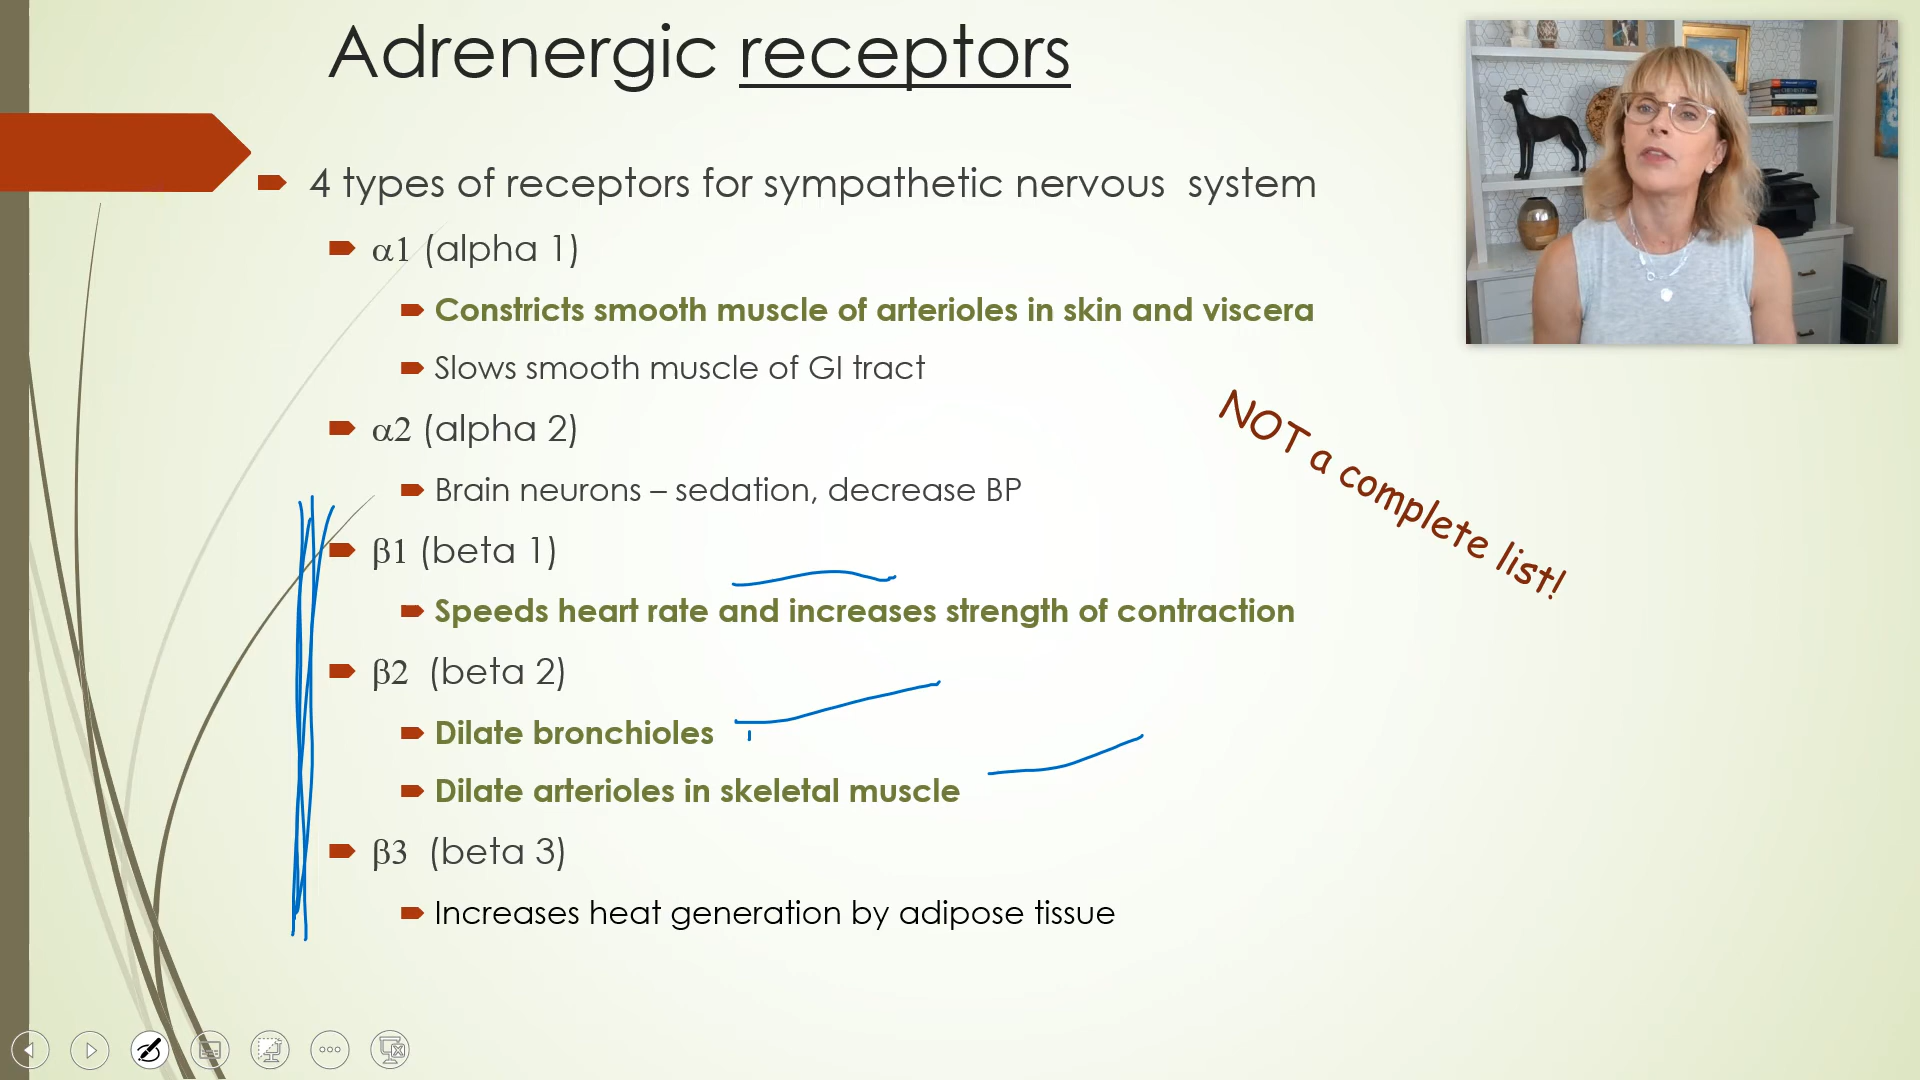 Adrenergic receptors
4 types of receptors for sympathetic nervous system
α1 (alpha 1)
Constricts smooth muscle of arterioles in skin and viscera
Slows smooth muscle of GI tract
α2 (alpha 2)
Brain neurons – sedation, decrease BP
β1 (beta 1)
Speeds heart rate and increases strength of contraction
β2 (beta 2)
Dilate bronchioles
Dilate arterioles in skeletal muscle
β3 (beta 3)
Increases heat generation by adipose tissue
NOT a complete list!